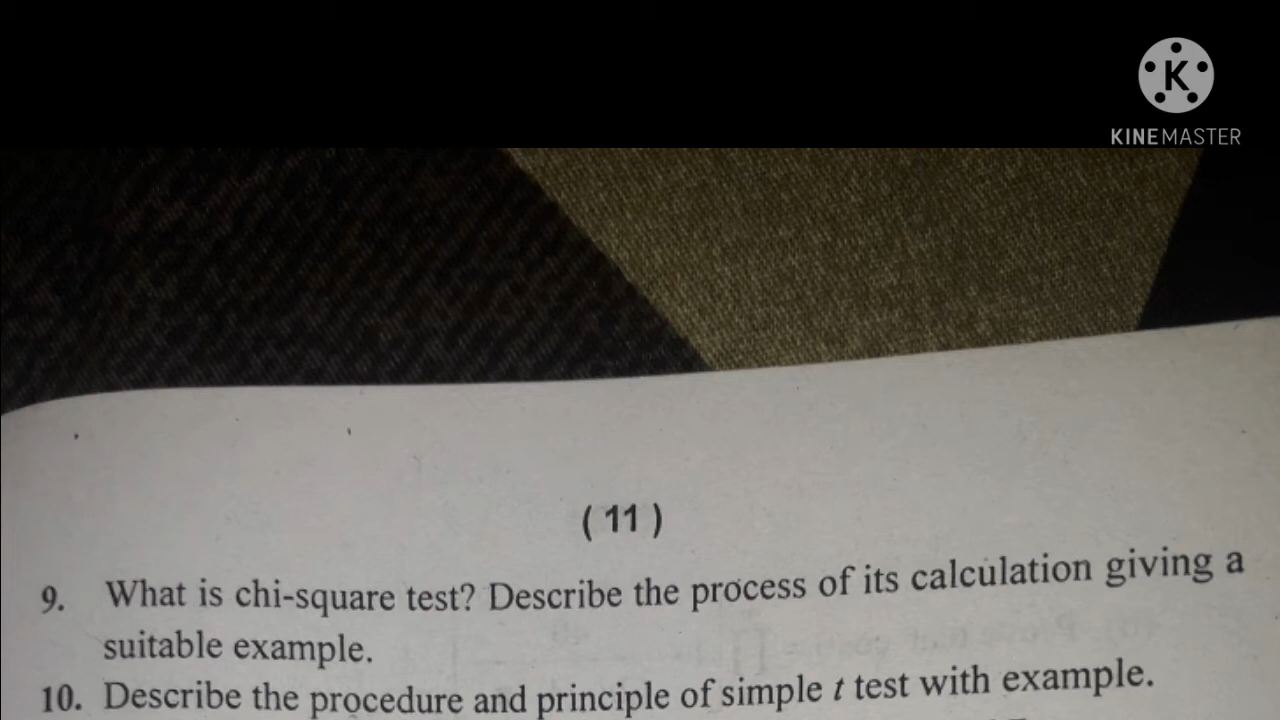 K
KINEMASTER
( 11 )
9. What is chi-square test? Describe the process of its calculation giving a
suitable example.
10. Describe the procedure and principle of simple t test with example.